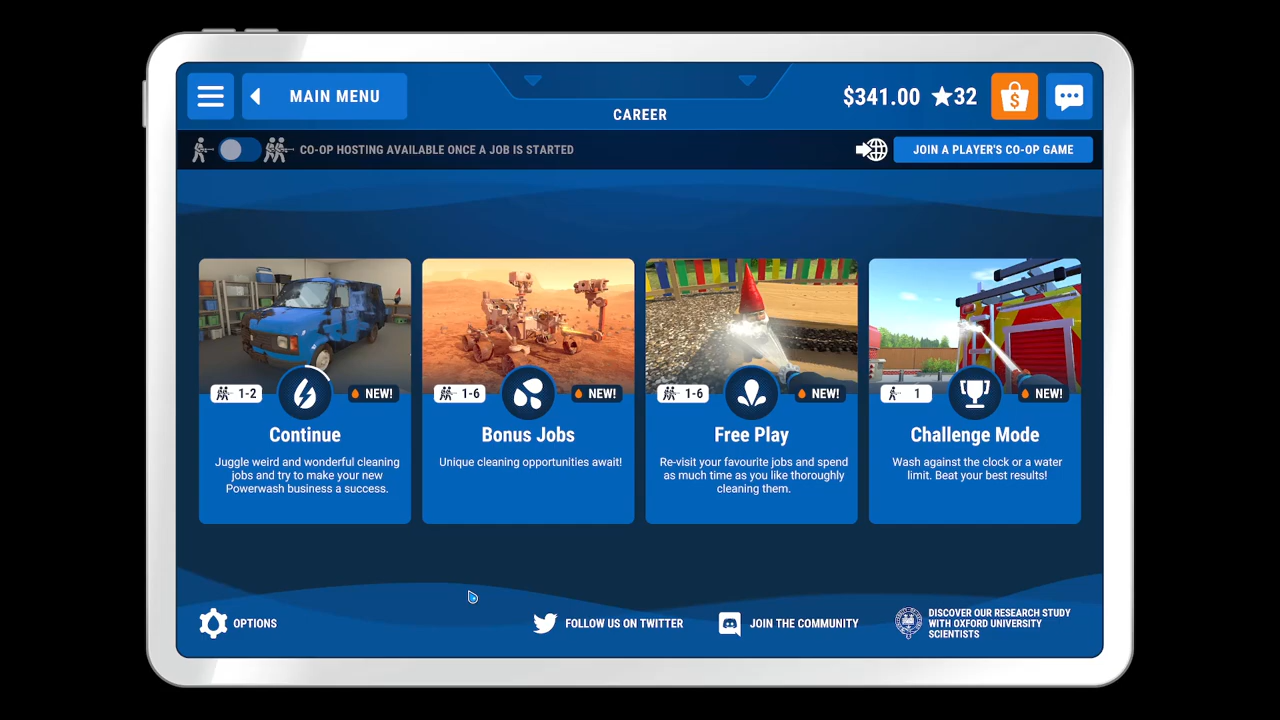 MAIN MENU
CAREER
$341.00 ★32
CO-OP HOSTING AVAILABLE ONCE A JOB IS STARTED
JOIN A PLAYER'S CO-OP GAME
1-2
NEW!
Continue
Juggle weird and wonderful cleaning
jobs and try to make your new
Powerwash business a success.
1-6
NEW!
Bonus Jobs
Unique cleaning opportunities await!
1-6
NEW!
Free Play
Re-visit your favourite jobs and spend
as much time as you like thoroughly
cleaning them.
1
NEW!
Challenge Mode
Wash against the clock or a water
limit. Beat your best results!
OPTIONS
FOLLOW US ON TWITTER
JOIN THE COMMUNITY
DISCOVER OUR RESEARCH STUDY
WITH OXFORD UNIVERSITY
SCIENTISTS